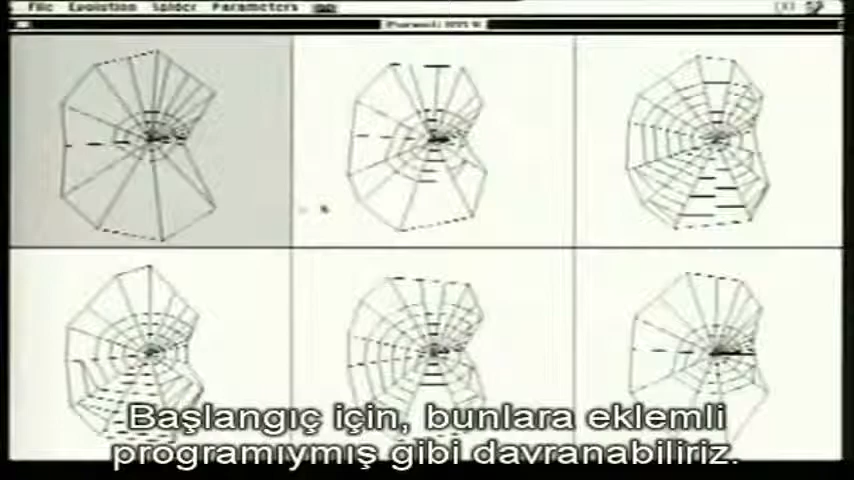 File Evolution Spider Parameters
Başlangıç için, bunlara eklemli
programıymış gibi davranabiliriz.